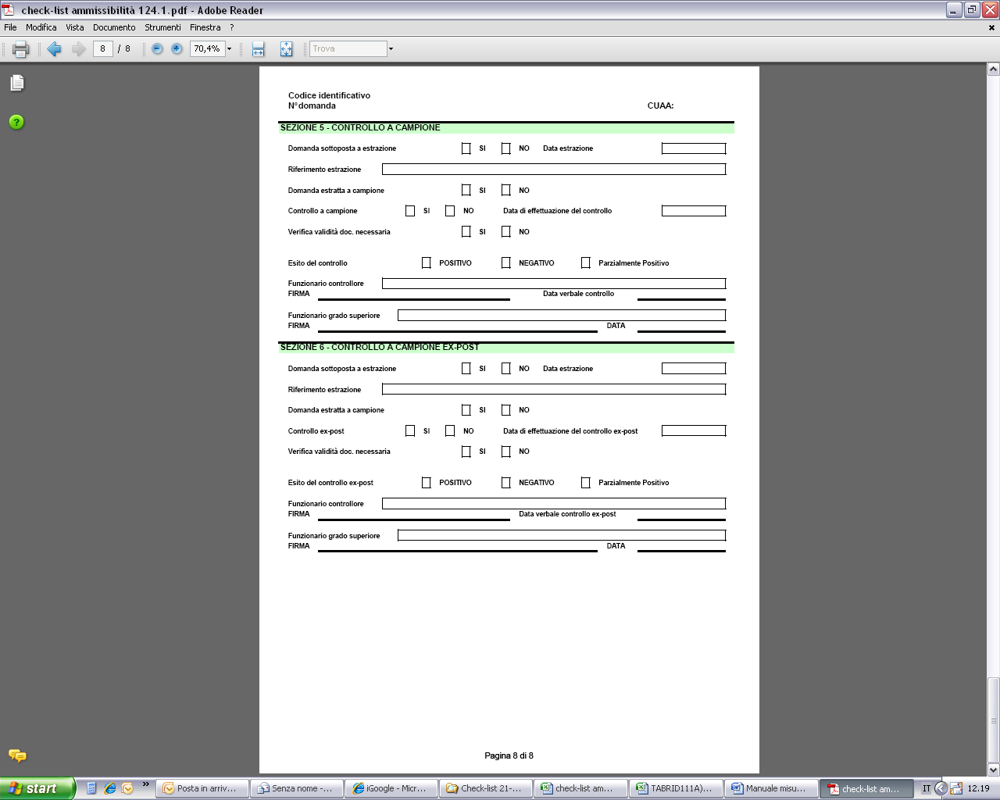 check-list ammissibilità 124.1.pdf - Adobe Reader
File Modifica Vista Documento Strumenti Finestra ?
8 / 8 70,4% Trova
Codice identificativo
N°domanda CUAA:
SEZIONE 5 - CONTROLLO A CAMPIONE
Domanda sottoposta a estrazione SI NO Data estrazione
Riferimento estrazione
Domanda estratta a campione SI NO
Controllo a campione SI NO Data di effettuazione del controllo
Verifica validità doc. necessaria SI NO
Esito del controllo POSITIVO NEGATIVO Parzialmente Positivo
Funzionario controllore
FIRMA Data verbale controllo
Funzionario grado superiore
FIRMA DATA
SEZIONE 6 - CONTROLLO A CAMPIONE EX-POST
Domanda sottoposta a estrazione SI NO Data estrazione
Riferimento estrazione
Domanda estratta a campione SI NO
Controllo ex-post SI NO Data di effettuazione del controllo ex-post
Verifica validità doc. necessaria SI NO
Esito del controllo ex-post POSITIVO NEGATIVO Parzialmente Positivo
Funzionario controllore
FIRMA Data verbale controllo ex-post
Funzionario grado superiore
FIRMA DATA
Pagina 8 di 8
start » Posta in arriv... Senza nome -... iGoogle - Micr... Check-list 21-... check-list am... TABRID111A)... Manuale misu... check-list am... IT 12.19